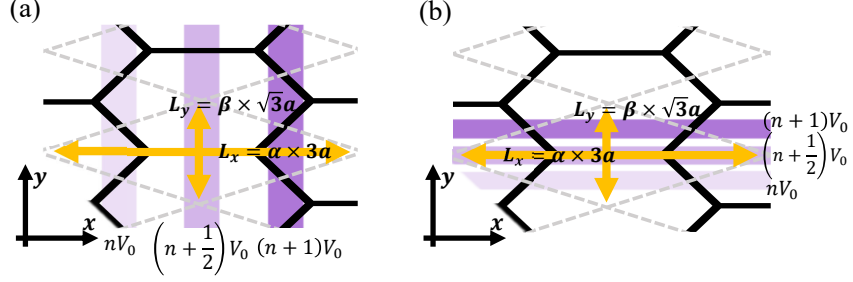 (a)
L_y = β × √3a
L_x = α × 3a
y
x
nV_0
(n + 1/2) V_0
(n + 1)V_0
(b)
L_y = β × √3a
(n + 1)V_0
L_x = α × 3a
(n + 1/2) V_0
y
nV_0
x